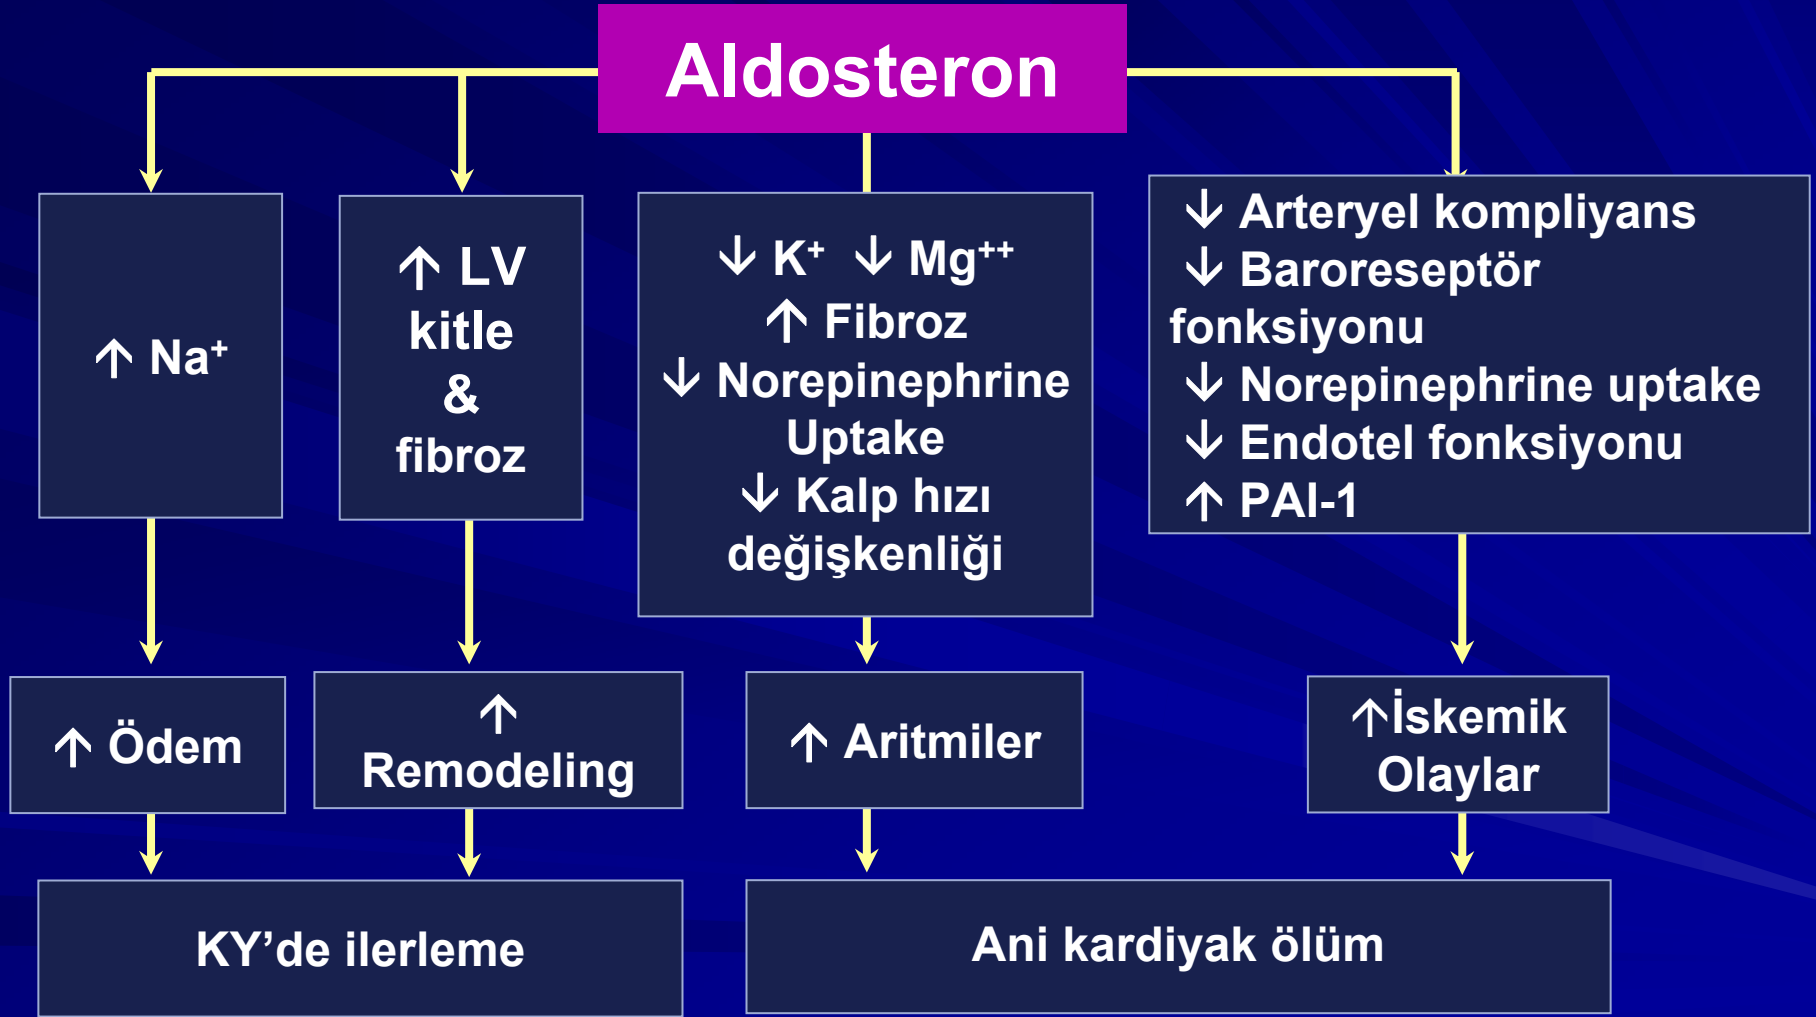 Aldosteron
↑ Na⁺
↑ LV
kitle
&
fibroz
↓ K⁺ ↓ Mg⁺⁺
↑ Fibroz
↓ Norepinephrine
Uptake
↓ Kalp hızı
değişkenliği
↓ Arteryel kompliyans
↓ Baroreseptör
fonksiyonu
↓ Norepinephrine uptake
↓ Endotel fonksiyonu
↑ PAI-1
↑ Ödem
↑
Remodeling
↑ Aritmiler
↑İskemik
Olaylar
KY’de ilerleme
Ani kardiyak ölüm